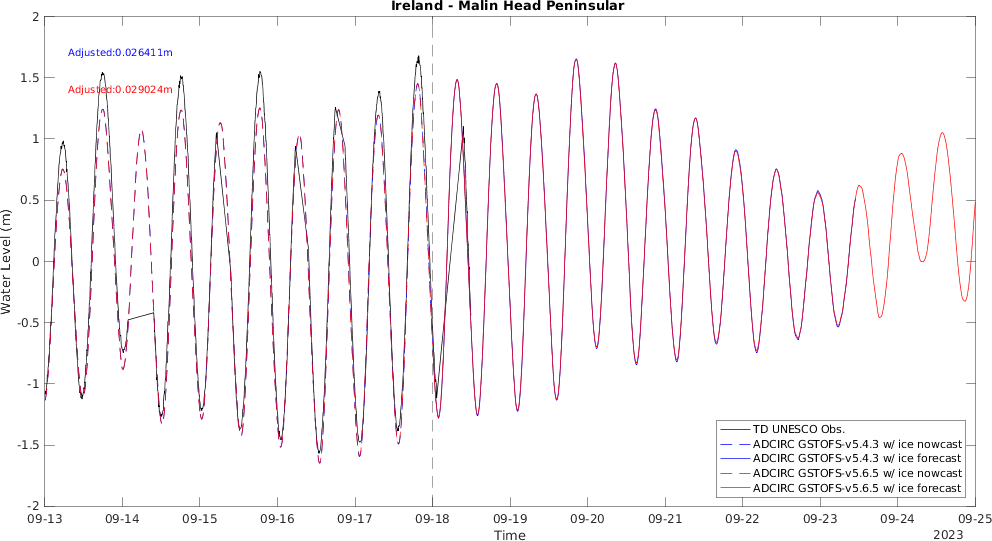 Ireland - Malin Head Peninsular
2
1.5
1
0.5
0
-0.5
-1
-1.5
-2
Water Level (m)
Adjusted:0.026411m
Adjusted:0.029024m
TD UNESCO Obs.
ADCIRC GSTOFS-v5.4.3 w/ ice nowcast
ADCIRC GSTOFS-v5.4.3 w/ ice forecast
ADCIRC GSTOFS-v5.6.5 w/ ice nowcast
ADCIRC GSTOFS-v5.6.5 w/ ice forecast
09-13 09-14 09-15 09-16 09-17 09-18 09-19 09-20 09-21 09-22 09-23 09-24 09-25
Time
2023